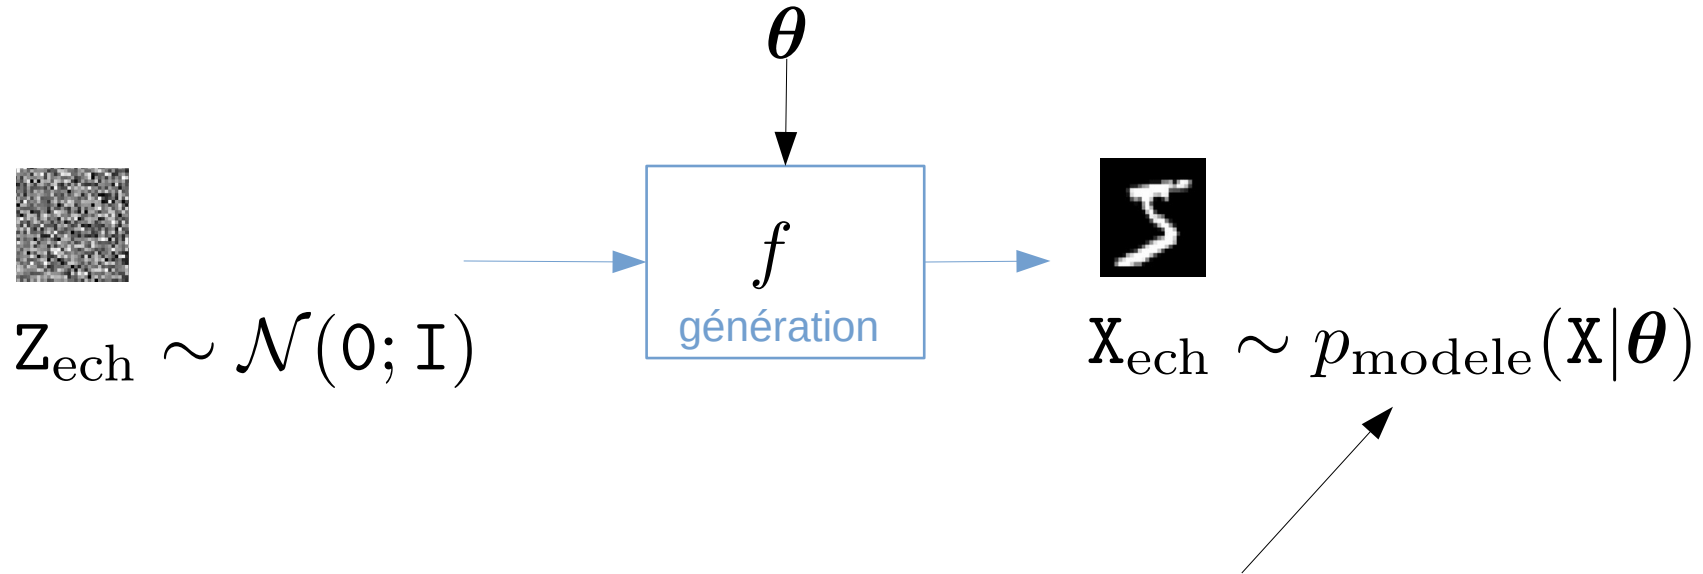 θ
f
génération
Z_ech ∼ 𝒩(0; I)
X_ech ∼ p_modele(X|θ)